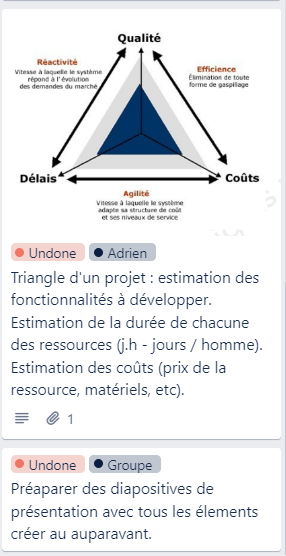 Qualité
Réactivité
Vitesse à laquelle le système
répond à l'évolution
des demandes du marché
Efficience
Élimination de toute
forme de gaspillage
Délais
Coûts
Agilité
Vitesse à laquelle le système
adapte sa structure de coût
et ses niveaux de service
Undone
Adrien
Triangle d'un projet : estimation des
fonctionnalités à développer.
Estimation de la durée de chacune
des ressources (j.h - jours / homme).
Estimation des coûts (prix de la
ressource, matériels, etc).
1
Undone
Groupe
Préaparer des diapositives de
présentation avec tous les élements
créer au auparavant.